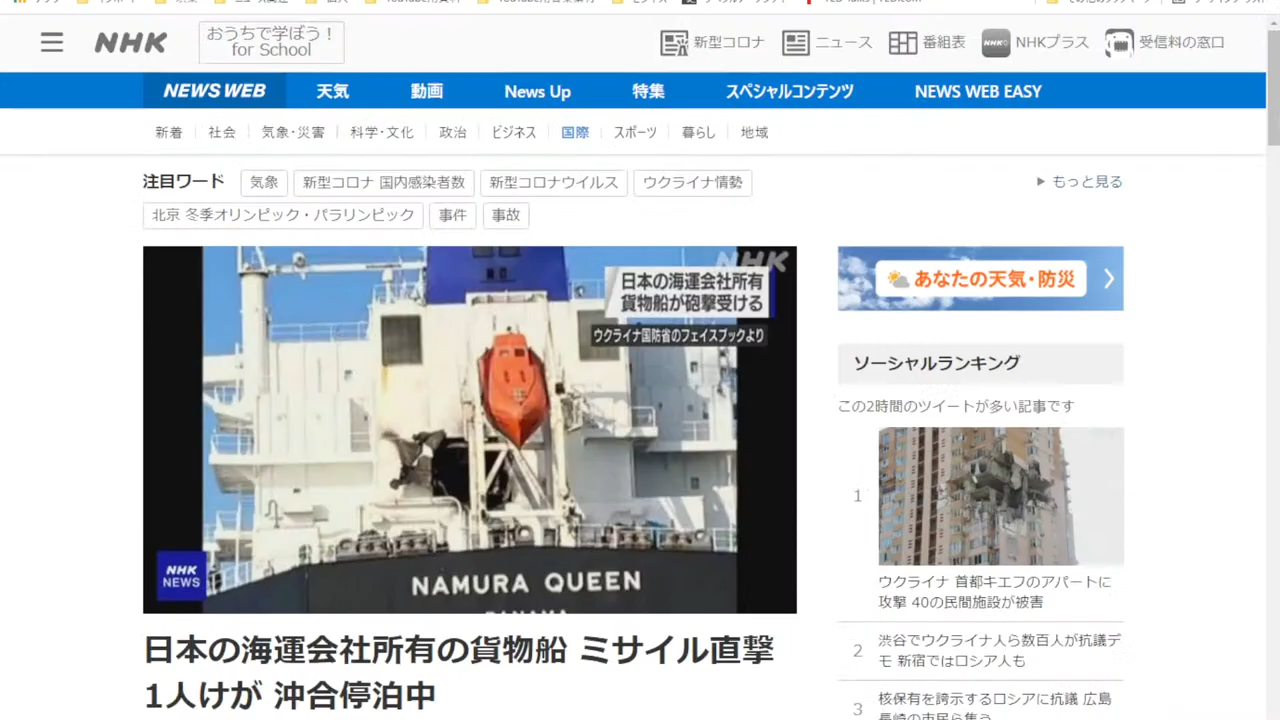 NHK
おうちで学ぼう！
for School
新型コロナ
ニュース
番組表
NHKプラス
受信料の窓口
NEWS WEB
天気
動画
News Up
特集
スペシャルコンテンツ
NEWS WEB EASY
新着
社会
気象・災害
科学・文化
政治
ビジネス
国際
スポーツ
暮らし
地域
注目ワード
気象
新型コロナ 国内感染者数
新型コロナウイルス
ウクライナ情勢
もっと見る
北京 冬季オリンピック・パラリンピック
事件
事故
NHK
日本の海運会社所有
貨物船が砲撃受ける
ウクライナ国防省のフェイスブックより
NHK
NEWS
NAMURA QUEEN
PANAMA
日本の海運会社所有の貨物船 ミサイル直撃
1人けが 沖合停泊中
あなたの天気・防災
ソーシャルランキング
この2時間のツイートが多い記事です
1
ウクライナ 首都キエフのアパートに
攻撃 40の民間施設が被害
2
渋谷でウクライナ人ら数百人が抗議デ
モ 新宿ではロシア人も
3
核保有を誇示するロシアに抗議 広島
長崎の市民ら集う